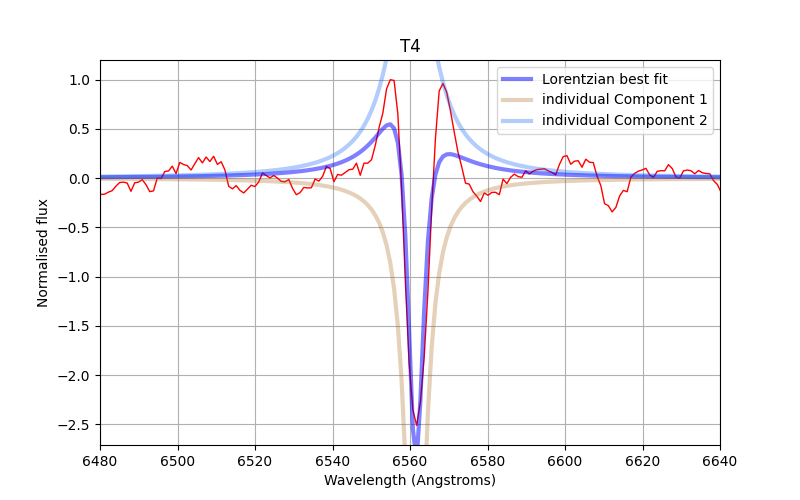 T4
Normalised flux
1.0
0.5
0.0
−0.5
−1.0
−1.5
−2.0
−2.5
Lorentzian best fit
individual Component 1
individual Component 2
6480 6500 6520 6540 6560 6580 6600 6620 6640
Wavelength (Angstroms)